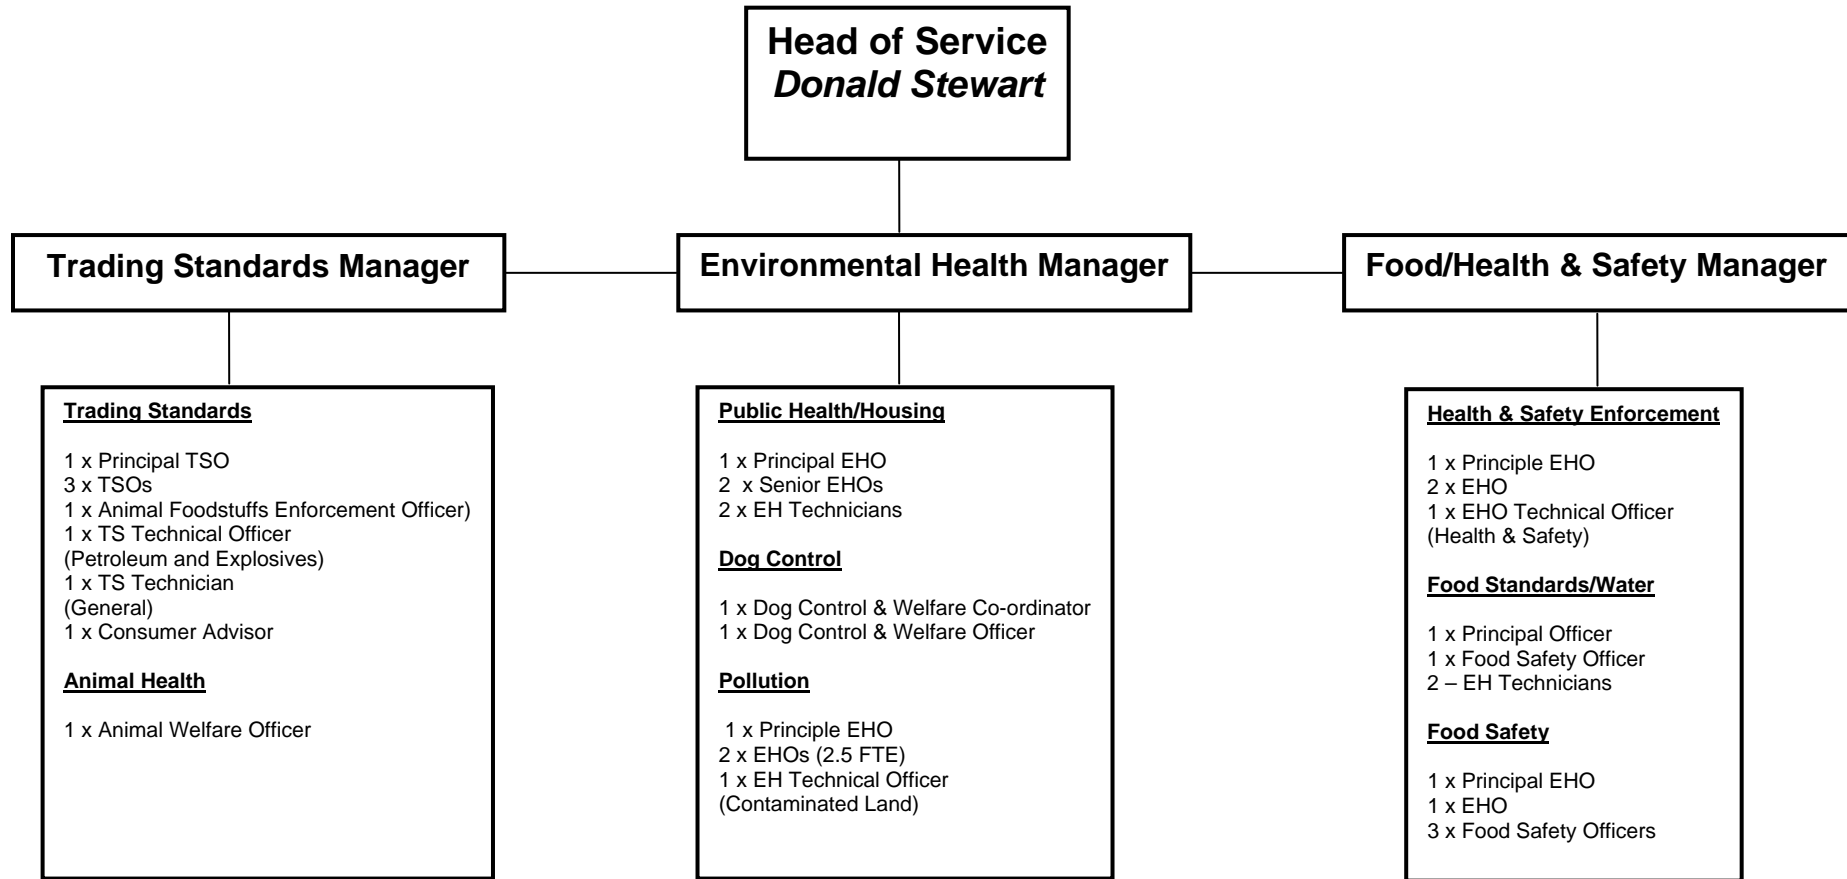 Head of Service
Donald Stewart
Trading Standards Manager
Environmental Health Manager
Food/Health & Safety Manager
Trading Standards
1 x Principal TSO
3 x TSOs
1 x Animal Foodstuffs Enforcement Officer)
1 x TS Technical Officer
(Petroleum and Explosives)
1 x TS Technician
(General)
1 x Consumer Advisor
Animal Health
1 x Animal Welfare Officer
Public Health/Housing
1 x Principal EHO
2 x Senior EHOs
2 x EH Technicians
Dog Control
1 x Dog Control & Welfare Co-ordinator
1 x Dog Control & Welfare Officer
Pollution
1 x Principle EHO
2 x EHOs (2.5 FTE)
1 x EH Technical Officer
(Contaminated Land)
Health & Safety Enforcement
1 x Principle EHO
2 x EHO
1 x EHO Technical Officer
(Health & Safety)
Food Standards/Water
1 x Principal Officer
1 x Food Safety Officer
2 – EH Technicians
Food Safety
1 x Principal EHO
1 x EHO
3 x Food Safety Officers